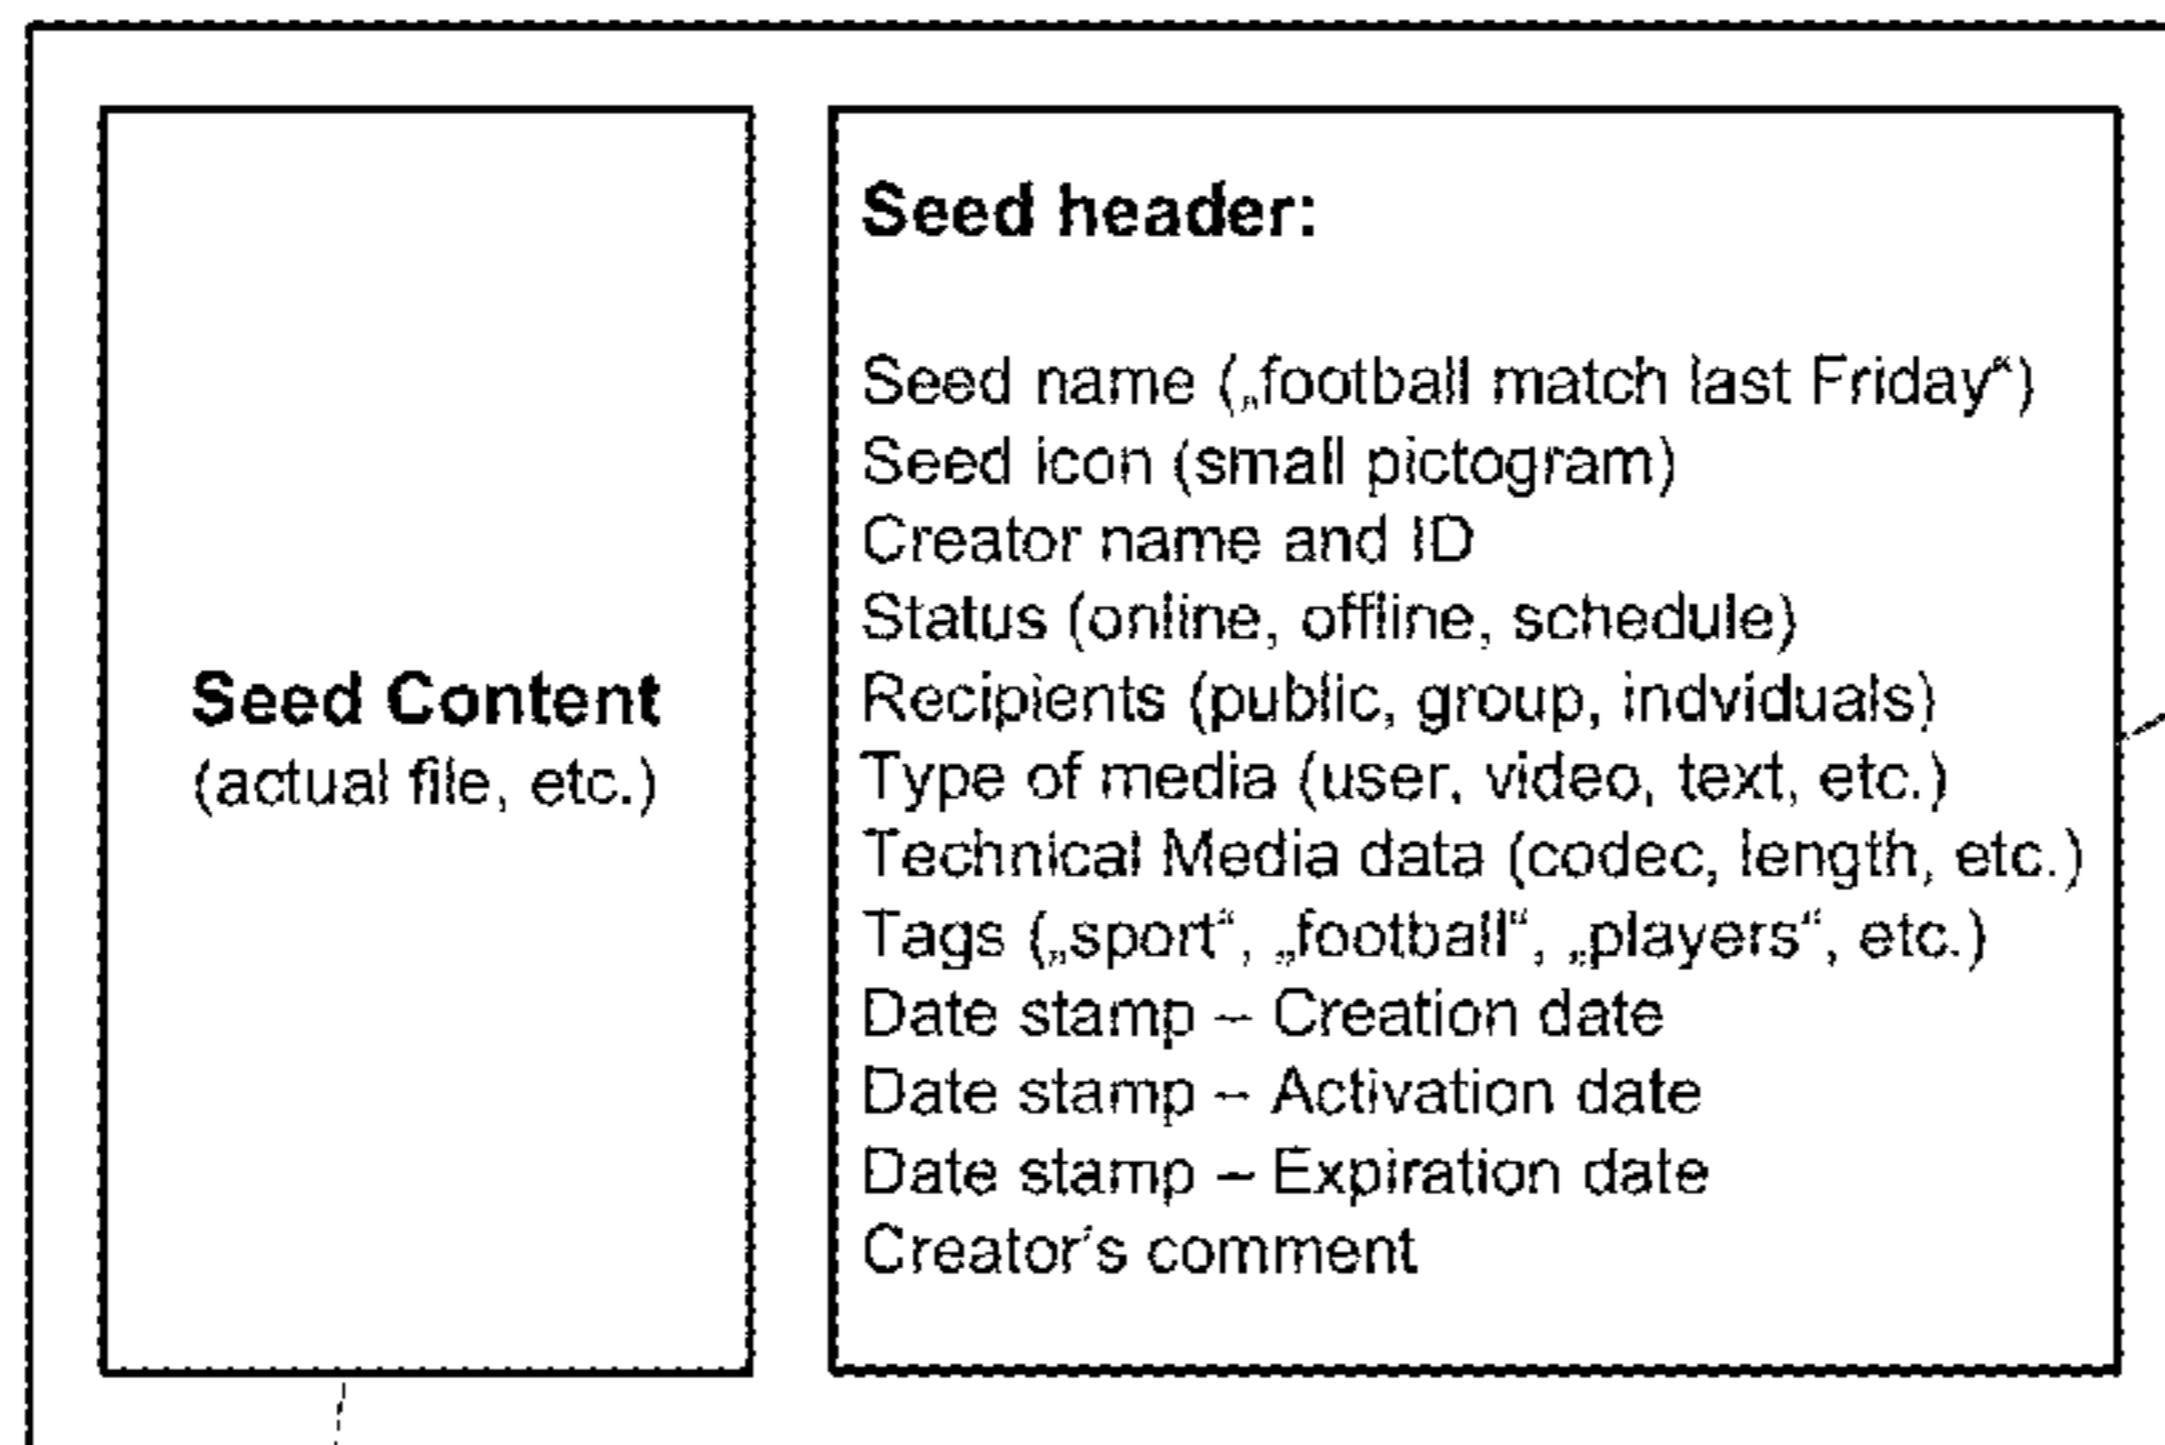 Seed Content
(actual file, etc.)
Seed header:
Seed name („football match last Friday“)
Seed icon (small pictogram)
Creator name and ID
Status (online, offline, schedule)
Recipients (public, group, indviduals)
Type of media (user, video, text, etc.)
Technical Media data (codec, length, etc.)
Tags („sport“, „football“, „players“, etc.)
Date stamp – Creation date
Date stamp – Activation date
Date stamp – Expiration date
Creator's comment